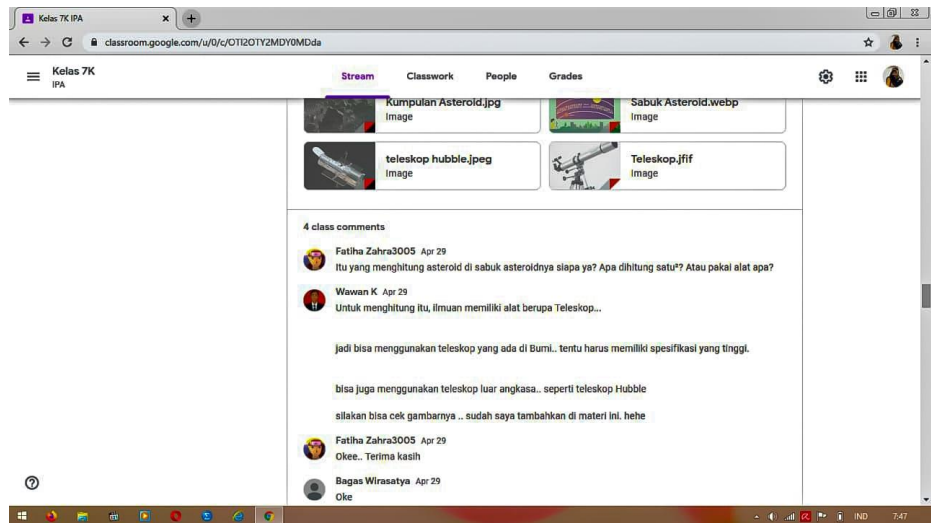 Kelas 7K IPA
classroom.google.com/u/0/c/OTI2OTY2MDY0MDda
Kelas 7K
IPA
Stream Classwork People Grades
Kumpulan Asteroid.jpg
Image
Sabuk Asteroid.webp
Image
teleskop hubble.jpeg
Image
Teleskop.jfif
Image
4 class comments
Fatiha Zahra3005 Apr 29
Itu yang menghitung asteroid di sabuk asteroidnya siapa ya? Apa dihitung satu²? Atau pakai alat apa?
Wawan K Apr 29
Untuk menghitung itu, ilmuan memiliki alat berupa Teleskop...
jadi bisa menggunakan teleskop yang ada di Bumi.. tentu harus memiliki spesifikasi yang tinggi.
bisa juga menggunakan teleskop luar angkasa.. seperti teleskop Hubble
silakan bisa cek gambarnya .. sudah saya tambahkan di materi ini. hehe
Fatiha Zahra3005 Apr 29
Okee.. Terima kasih
Bagas Wirasatya Apr 29
Oke
IND 7:47